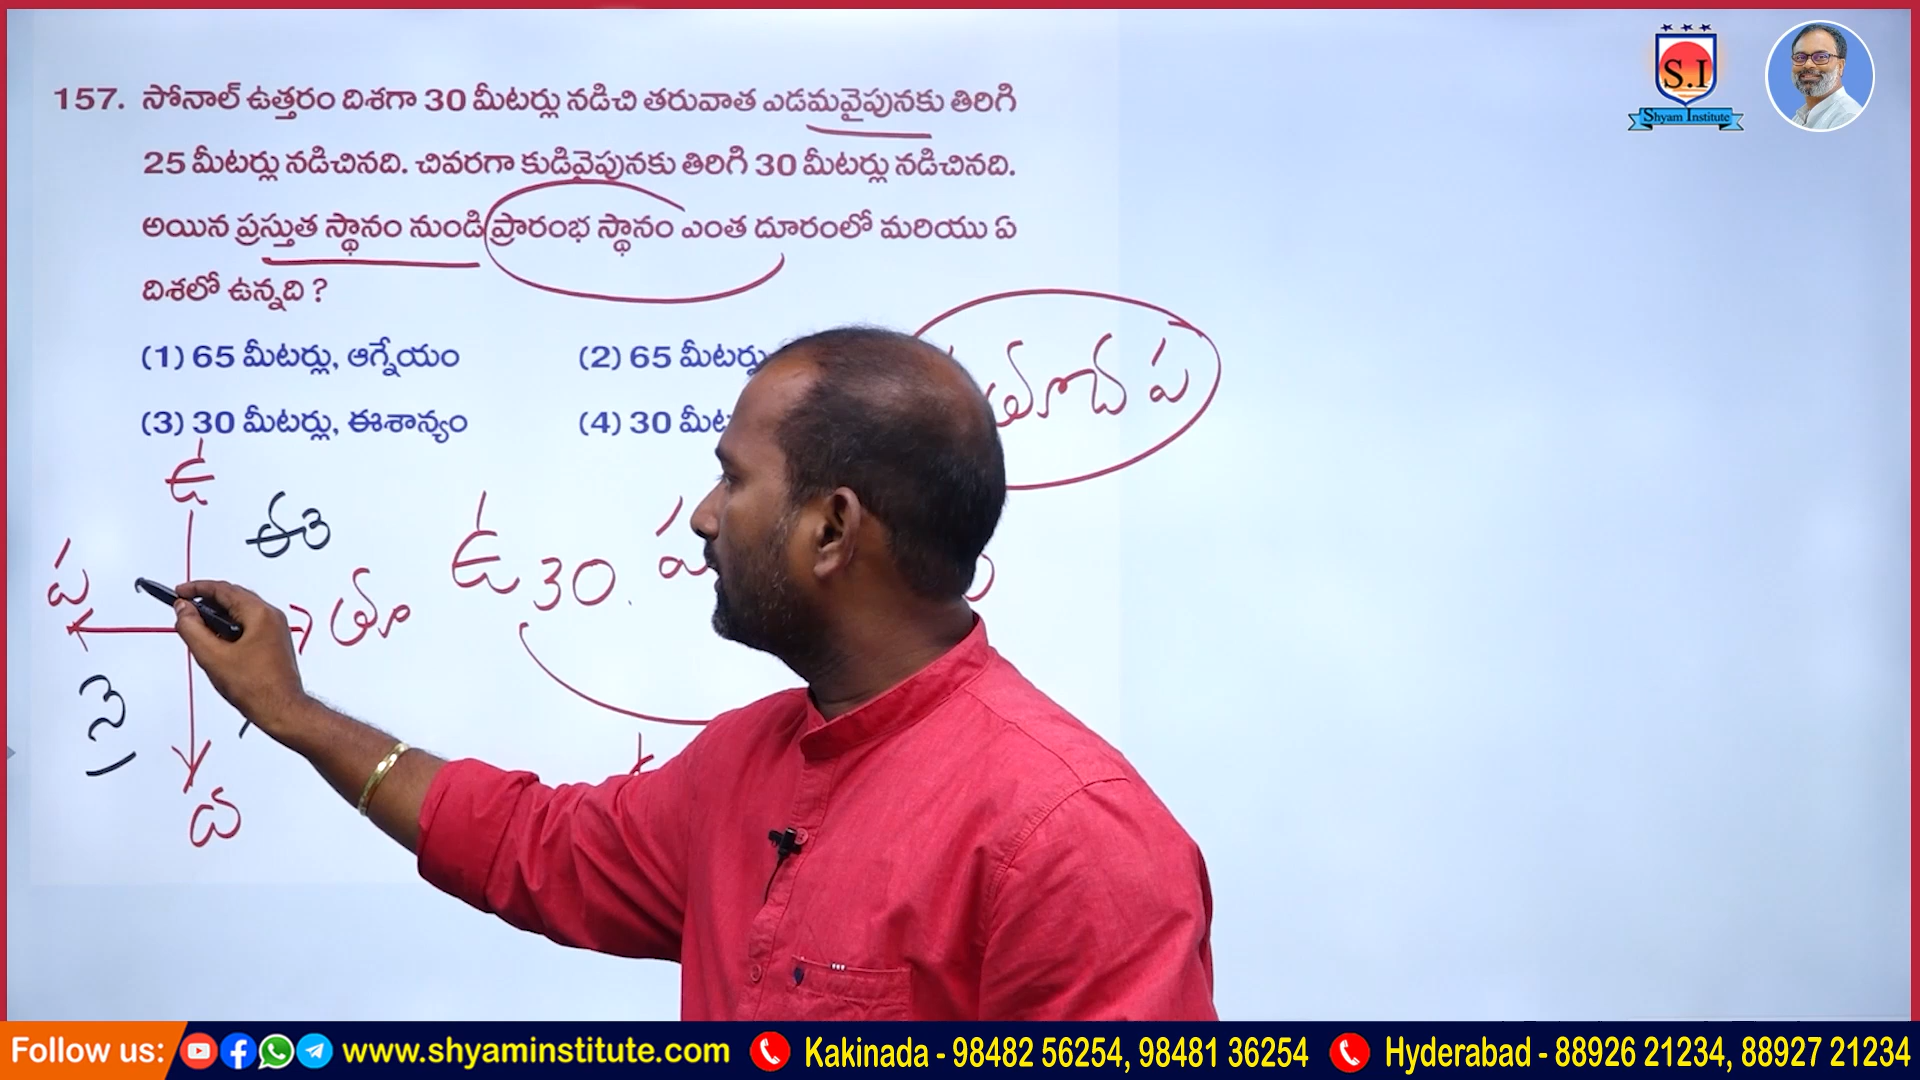 S.I
Shyam Institute
157. సోనాల్ ఉత్తరం దిశగా 30 మీటర్లు నడిచి తరువాత ఎడమవైపునకు తిరిగి
25 మీటర్లు నడిచినది. చివరగా కుడివైపునకు తిరిగి 30 మీటర్లు నడిచినది.
అయిన ప్రస్తుత స్థానం నుండి ప్రారంభ స్థానం ఎంత దూరంలో మరియు ఏ
దిశలో ఉన్నది ?
(1) 65 మీటర్లు, ఆగ్నేయం
(2) 65 మీటర్లు
(3) 30 మీటర్లు, ఈశాన్యం
(4) 30
తూ ద ప
ఉ
ఈ
ప
తూ
ఉ 30.
ప
నై
ద
Follow us: www.shyaminstitute.com Kakinada - 98482 56254, 98481 36254 Hyderabad - 88926 21234, 88927 21234